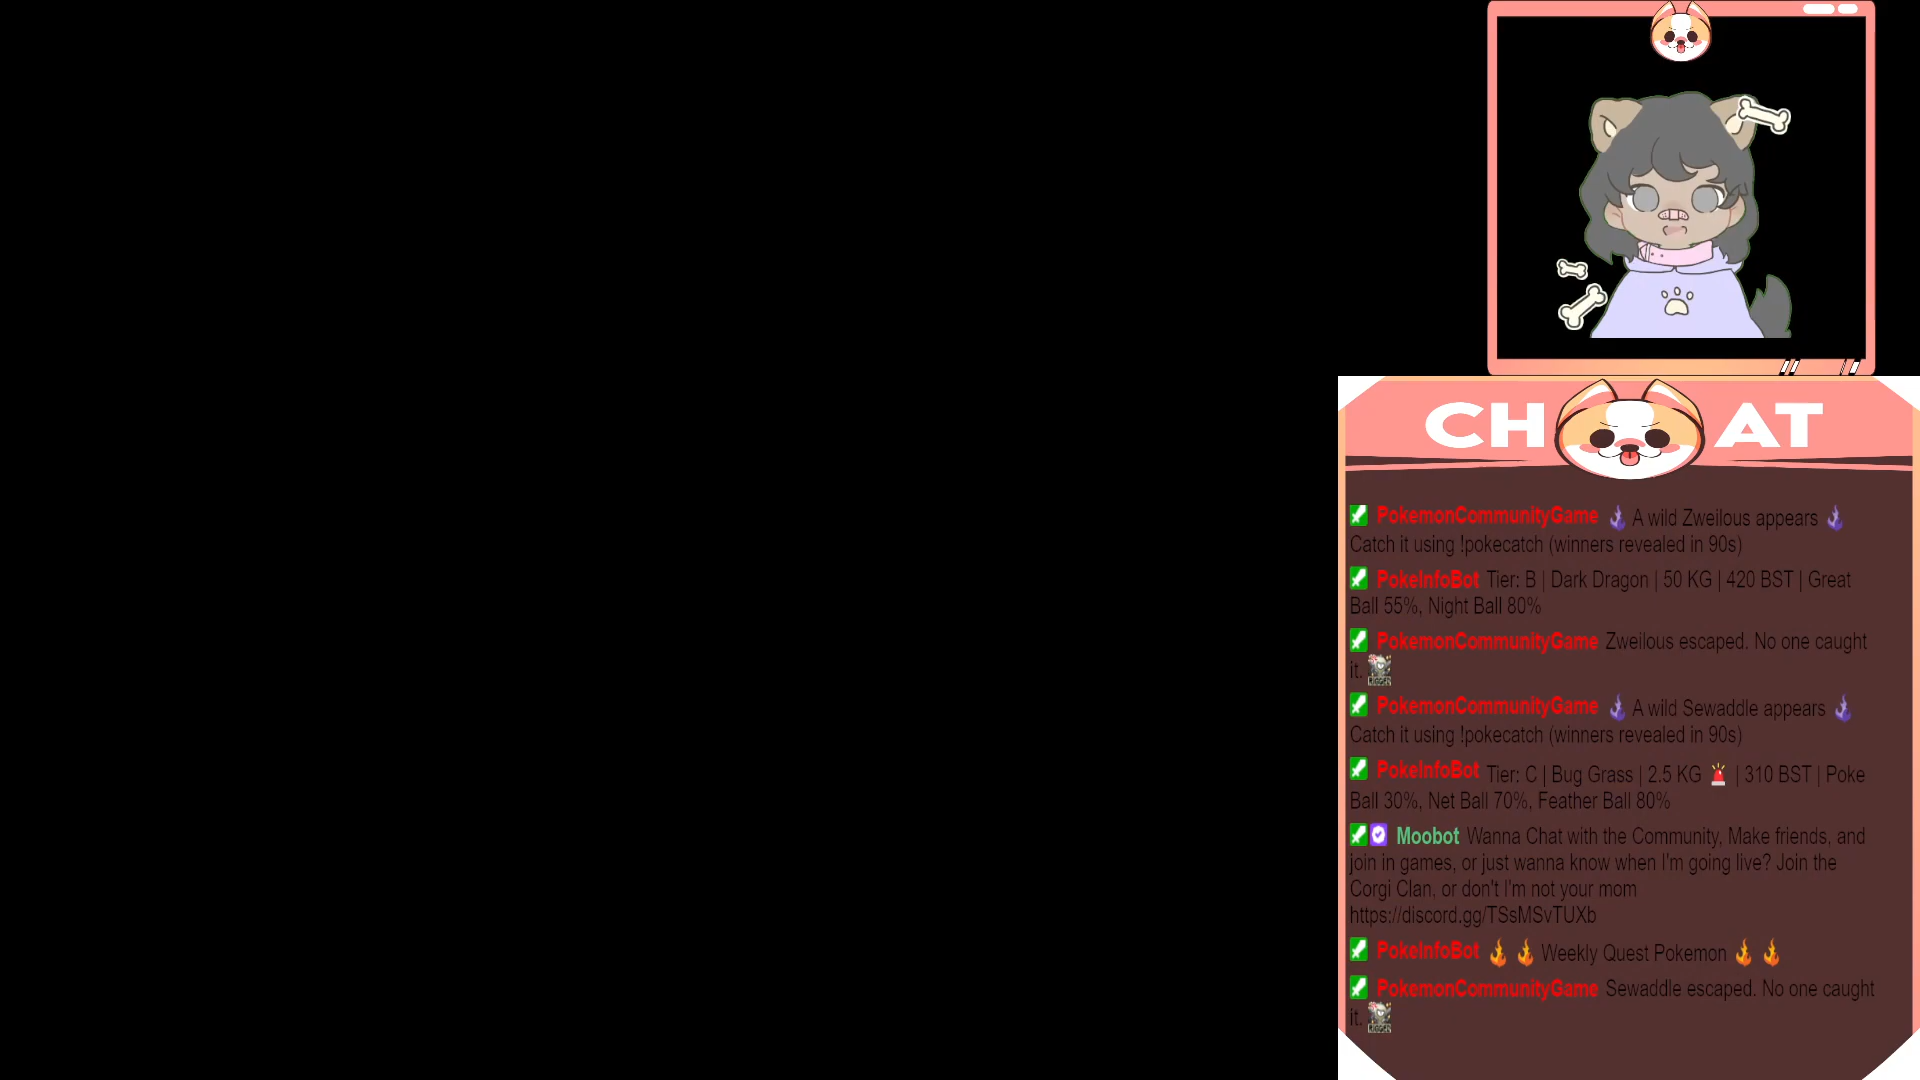 CH AT
PokemonCommunityGame A wild Zweilous appears
Catch it using !pokecatch (winners revealed in 90s)
PokeInfoBot Tier: B | Dark Dragon | 50 KG | 420 BST | Great
Ball 55%, Night Ball 80%
PokemonCommunityGame Zweilous escaped. No one caught
it.
PokemonCommunityGame A wild Sewaddle appears
Catch it using !pokecatch (winners revealed in 90s)
PokeInfoBot Tier: C | Bug Grass | 2.5 KG 🚨 | 310 BST | Poke
Ball 30%, Net Ball 70%, Feather Ball 80%
Moobot Wanna Chat with the Community, Make friends, and
join in games, or just wanna know when I'm going live? Join the
Corgi Clan, or don't I'm not your mom
https://discord.gg/TSsMSvTUXb
PokeInfoBot 🔥 🔥 Weekly Quest Pokemon 🔥 🔥
PokemonCommunityGame Sewaddle escaped. No one caught
it.